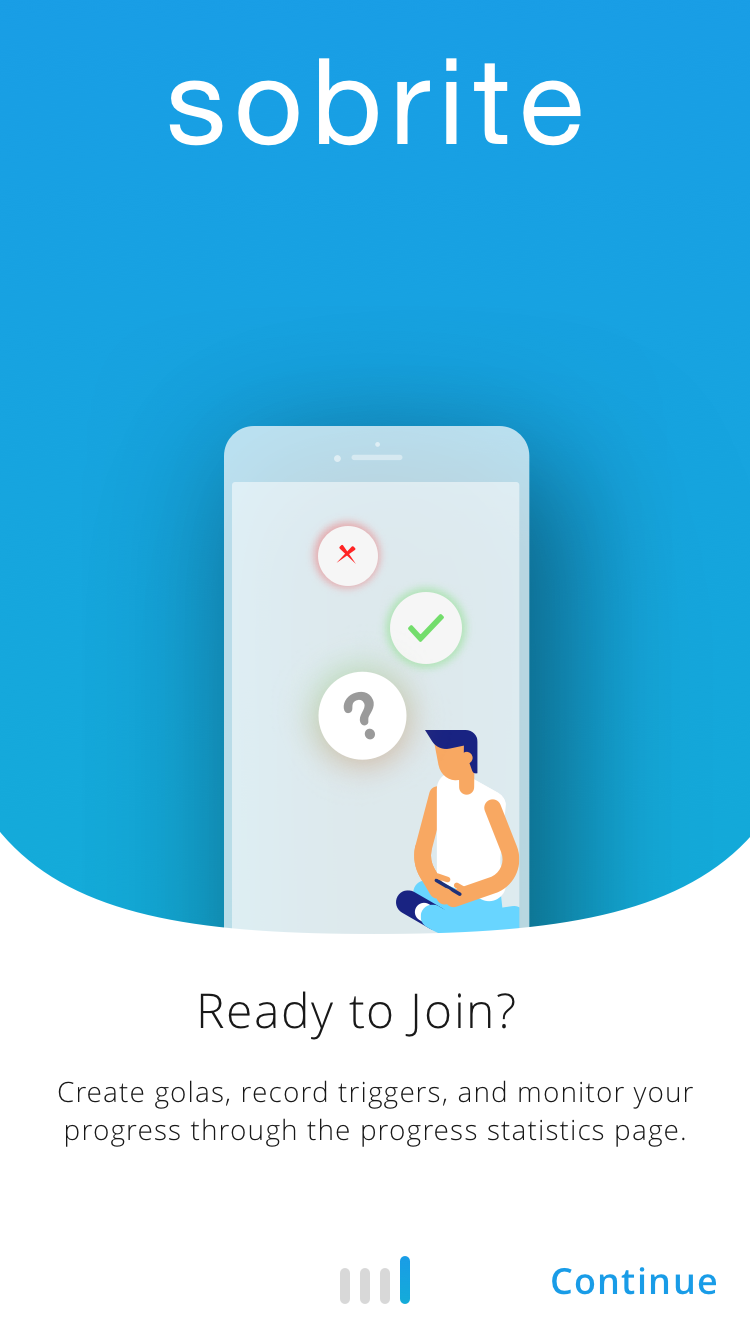 sobrite
?
Ready to Join?
Create golas, record triggers, and monitor your
progress through the progress statistics page.
Continue